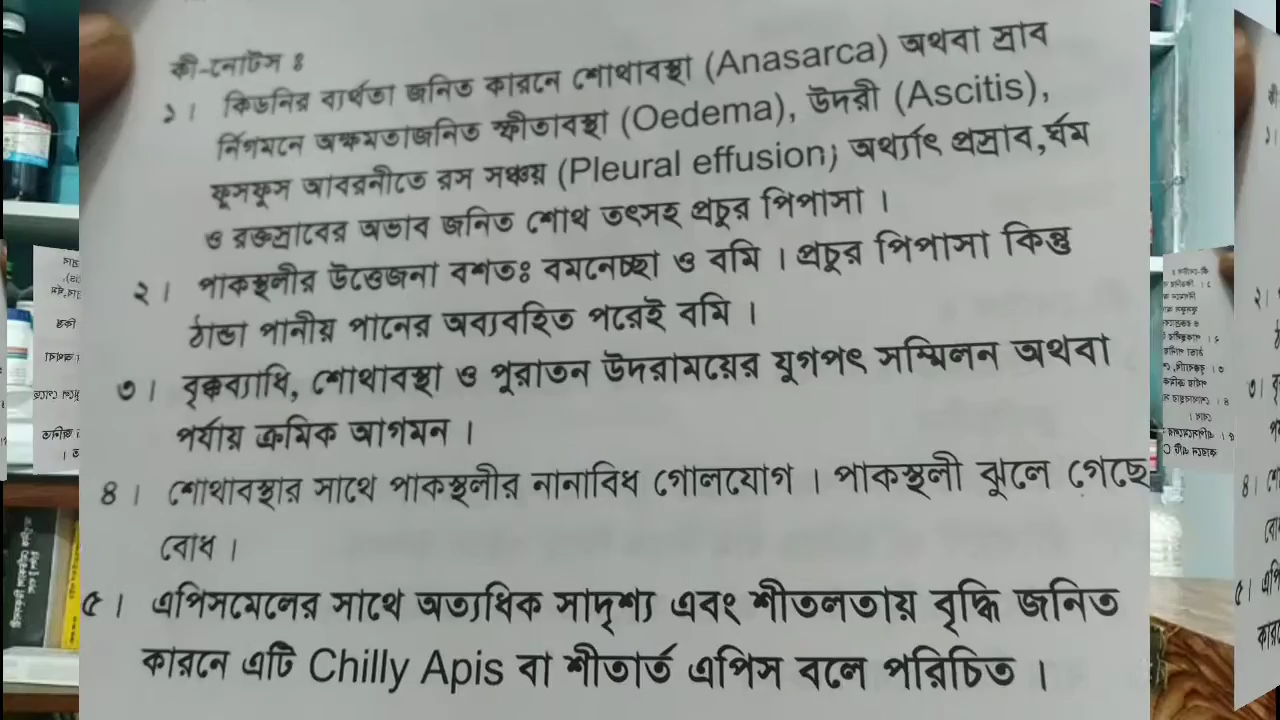 কী-নোটস ঃ
১। কিডনির ব্যর্থতা জনিত কারনে শোথাবস্থা (Anasarca) অথবা স্রাব
র্নিগমনে অক্ষমতাজনিত স্ফীতাবস্থা (Oedema), উদরী (Ascitis),
ফুসফুস আবরনীতে রস সঞ্চয় (Pleural effusion) অর্থ্যাৎ প্রস্রাব,র্ঘম
ও রক্তস্রাবের অভাব জনিত শোথ তৎসহ প্রচুর পিপাসা।
২। পাকস্থলীর উত্তেজনা বশতঃ বমনেচ্ছা ও বমি। প্রচুর পিপাসা কিন্তু
ঠান্ডা পানীয় পানের অব্যবহিত পরেই বমি।
৩। বৃক্কব্যাধি, শোথাবস্থা ও পুরাতন উদরাময়ের যুগপৎ সম্মিলন অথবা
পর্যায় ক্রমিক আগমন।
৪। শোথাবস্থার সাথে পাকস্থলীর নানাবিধ গোলযোগ। পাকস্থলী ঝুলে গেছে
বোধ।
৫। এপিসমেলের সাথে অত্যধিক সাদৃশ্য এবং শীতলতায় বৃদ্ধি জনিত
কারনে এটি Chilly Apis বা শীতার্ত এপিস বলে পরিচিত।